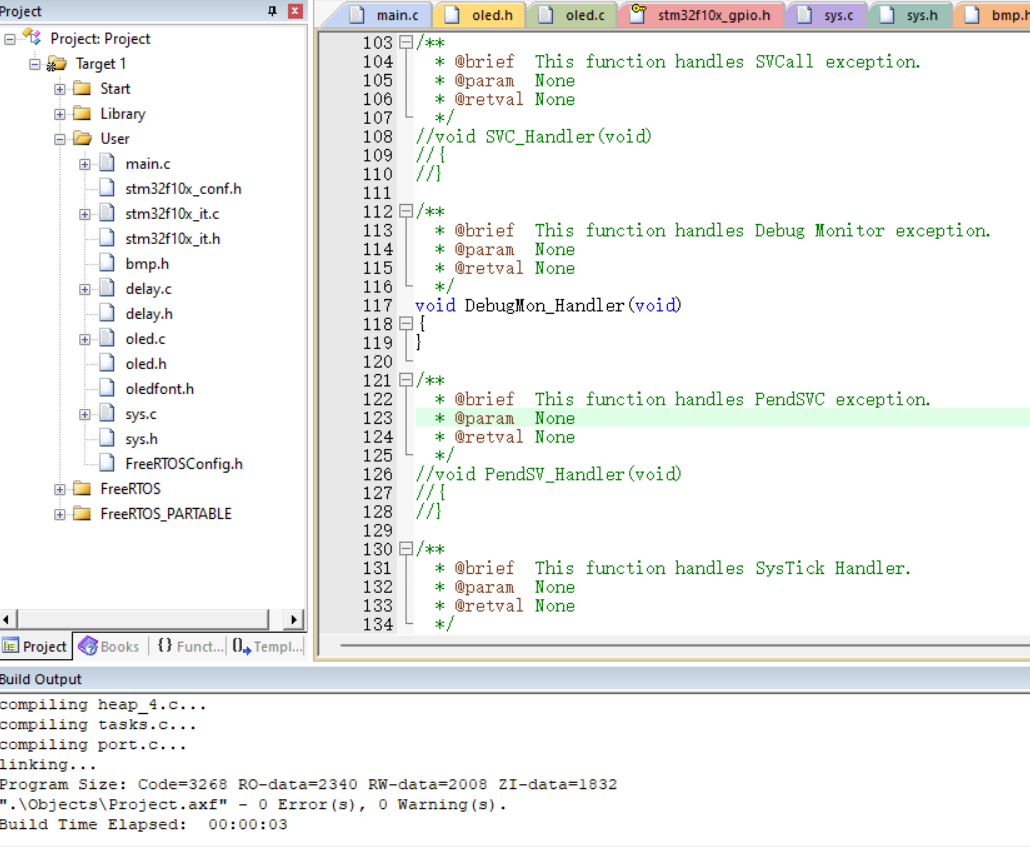 Project
Project: Project
Target 1
Start
Library
User
main.c
stm32f10x_conf.h
stm32f10x_it.c
stm32f10x_it.h
bmp.h
delay.c
delay.h
oled.c
oled.h
oledfont.h
sys.c
sys.h
FreeRTOSConfig.h
FreeRTOS
FreeRTOS_PARTABLE
Project Books {} Funct... 0 Templ...
main.c oled.h oled.c stm32f10x_gpio.h sys.c sys.h bmp.h
103 /**
104 * @brief This function handles SVCall exception.
105 * @param None
106 * @retval None
107 */
108 //void SVC_Handler(void)
109 //{
110 //}
111
112 /**
113 * @brief This function handles Debug Monitor exception.
114 * @param None
115 * @retval None
116 */
117 void DebugMon_Handler(void)
118 {
119 }
120
121 /**
122 * @brief This function handles PendSVC exception.
123 * @param None
124 * @retval None
125 */
126 //void PendSV_Handler(void)
127 //{
128 //}
129
130 /**
131 * @brief This function handles SysTick Handler.
132 * @param None
133 * @retval None
134 */
Build Output
compiling heap_4.c...
compiling tasks.c...
compiling port.c...
linking...
Program Size: Code=3268 RO-data=2340 RW-data=2008 ZI-data=1832
".\Objects\Project.axf" - 0 Error(s), 0 Warning(s).
Build Time Elapsed: 00:00:03